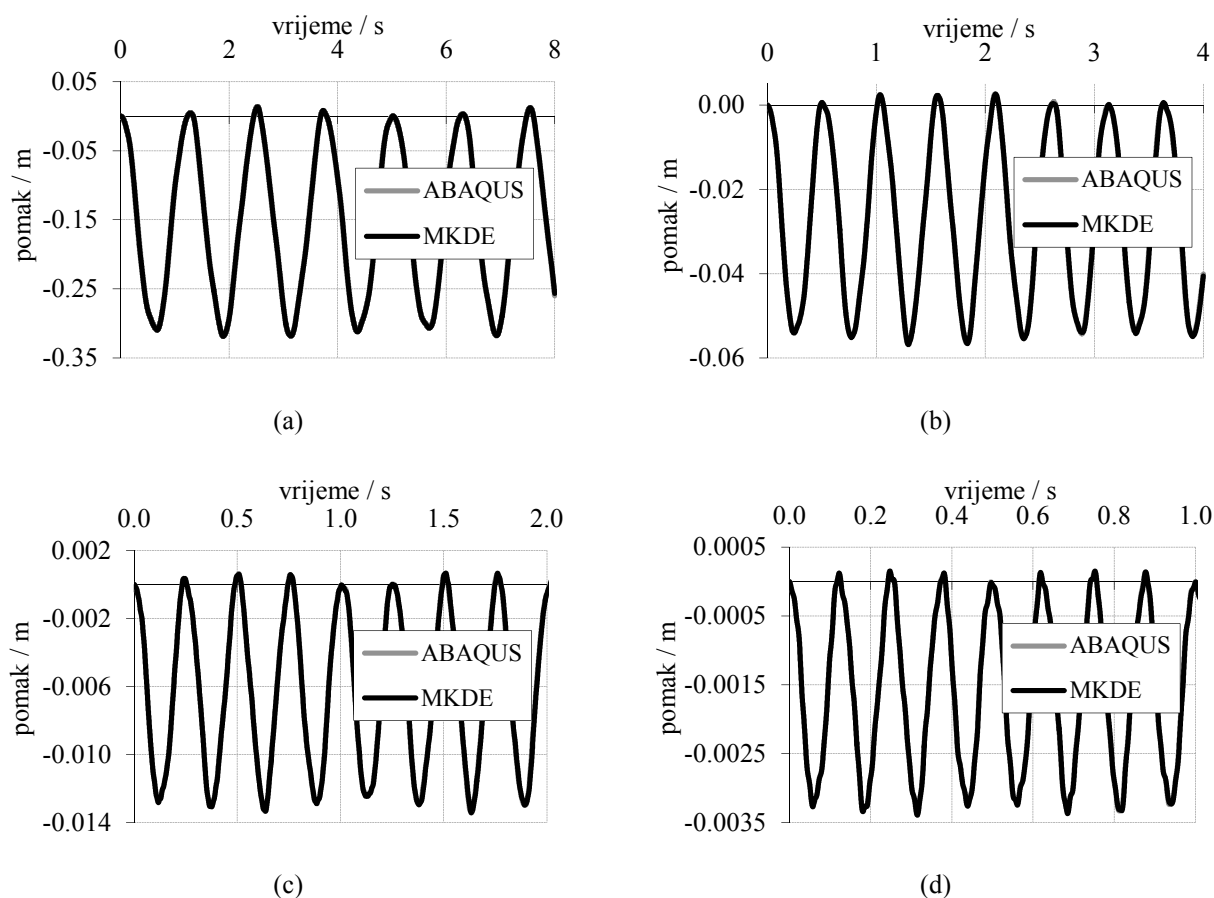 vrijeme / s
0 2 4 6 8
0.05
-0.05
-0.15
-0.25
-0.35
pomak / m
ABAQUS
MKDE
(a)
vrijeme / s
0 1 2 3 4
0.00
-0.02
-0.04
-0.06
pomak / m
ABAQUS
MKDE
(b)
vrijeme / s
0.0 0.5 1.0 1.5 2.0
0.002
-0.002
-0.006
-0.010
-0.014
pomak / m
ABAQUS
MKDE
(c)
vrijeme / s
0.0 0.2 0.4 0.6 0.8 1.0
0.0005
-0.0005
-0.0015
-0.0025
-0.0035
pomak / m
ABAQUS
MKDE
(d)